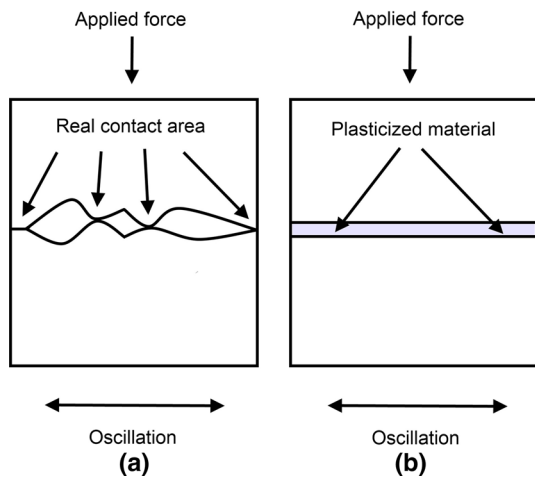 Applied force
Real contact area
Oscillation
(a)
Applied force
Plasticized material
Oscillation
(b)